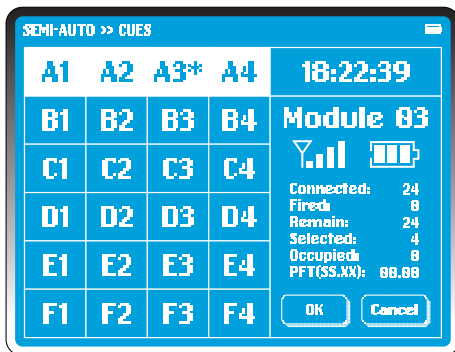 SEMI-AUTO >> CUES
A1 A2 A3* A4 18:22:39
B1 B2 B3 B4 Module 03
C1 C2 C3 C4
Connected: 24
Fired: 0
D1 D2 D3 D4 Remain: 24
Selected: 4
E1 E2 E3 E4 Occupied: 0
PFT(SS.XX): 00.00
F1 F2 F3 F4 OK Cancel